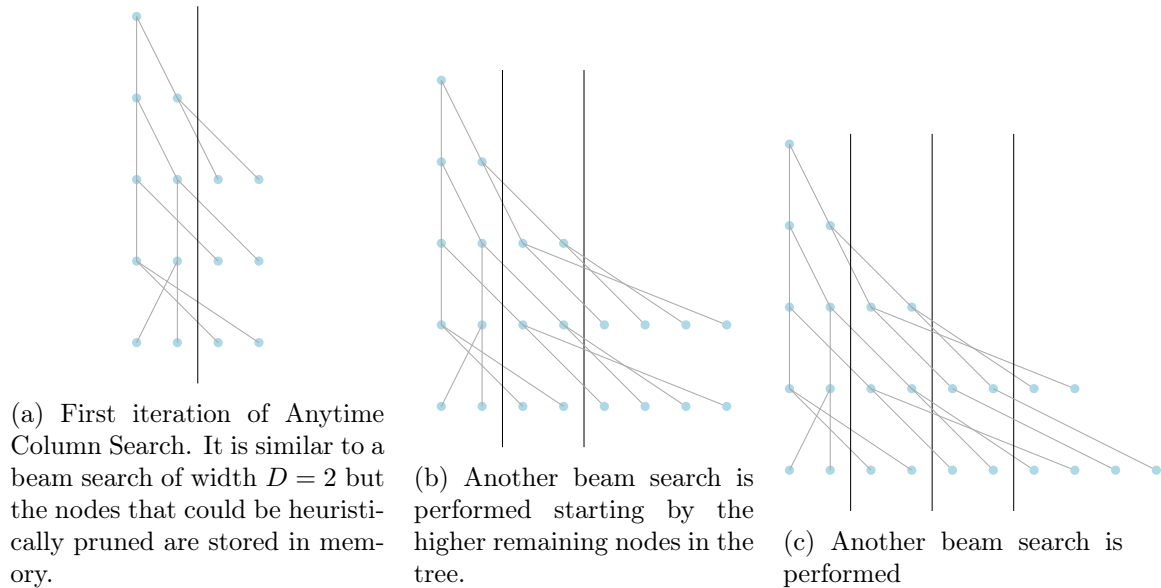 (a) First iteration of Anytime
Column Search. It is similar to a
beam search of width D = 2 but
the nodes that could be heuristi-
cally pruned are stored in mem-
ory.
(b) Another beam search is
performed starting by the
higher remaining nodes in the
tree.
(c) Another beam search is
performed